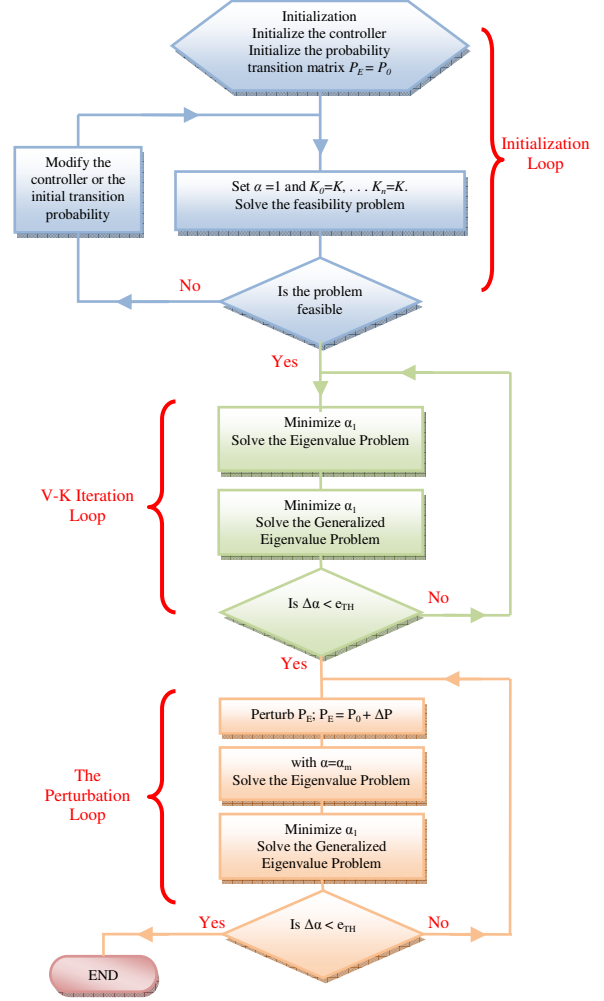 Initialization
Initialize the controller
Initialize the probability
transition matrix P_E = P_0
Initialization
Loop
Modify the
controller or the
initial transition
probability
Set α =1 and K_0=K, . . . K_n=K.
Solve the feasibility problem
No
Is the problem
feasible
Yes
Minimize α_1
Solve the Eigenvalue Problem
V-K Iteration
Loop
Minimize α_1
Solve the Generalized
Eigenvalue Problem
Is Δα < e_TH
No
Yes
Perturb P_E; P_E = P_0 + ΔP
with α=α_m
Solve the Eigenvalue Problem
The
Perturbation
Loop
Minimize α_1
Solve the Generalized
Eigenvalue Problem
Yes
Is Δα < e_TH
No
END